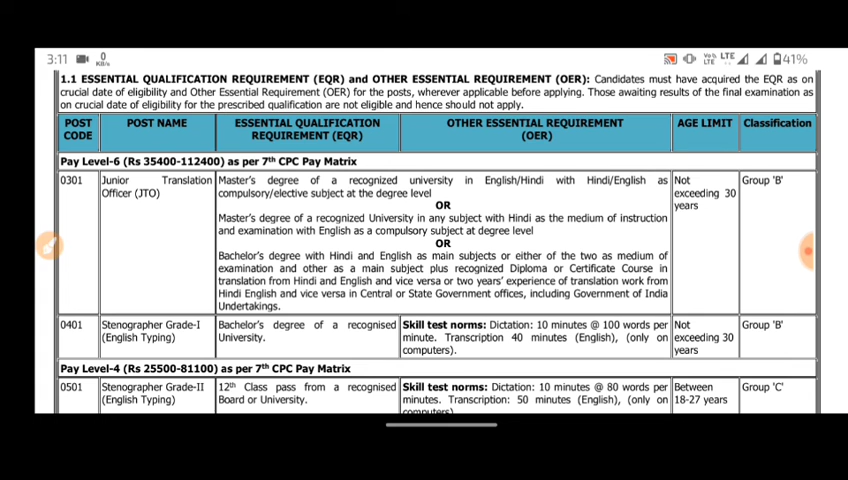 3:11 0 KB/s Vo LTE LTE 41%
1.1 ESSENTIAL QUALIFICATION REQUIREMENT (EQR) and OTHER ESSENTIAL REQUIREMENT (OER): Candidates must have acquired the EQR as on
crucial date of eligibility and Other Essential Requirement (OER) for the posts, wherever applicable before applying. Those awaiting results of the final examination as
on crucial date of eligibility for the prescribed qualification are not eligible and hence should not apply.
POST CODE
POST NAME
ESSENTIAL QUALIFICATION REQUIREMENT (EQR)
OTHER ESSENTIAL REQUIREMENT (OER)
AGE LIMIT
Classification
Pay Level-6 (Rs 35400-112400) as per 7th CPC Pay Matrix
0301
Junior Translation
Officer (JTO)
Master's degree of a recognized university in English/Hindi with Hindi/English as
compulsory/elective subject at the degree level
OR
Master's degree of a recognized University in any subject with Hindi as the medium of instruction
and examination with English as a compulsory subject at degree level
OR
Bachelor's degree with Hindi and English as main subjects or either of the two as medium of
examination and other as a main subject plus recognized Diploma or Certificate Course in
translation from Hindi and English and vice versa or two years' experience of translation work from
Hindi English and vice versa in Central or State Government offices, including Government of India
Undertakings.
Not
exceeding 30
years
Group 'B'
0401
Stenographer Grade-I
(English Typing)
Bachelor's degree of a recognised
University.
Skill test norms: Dictation: 10 minutes @ 100 words per
minute. Transcription 40 minutes (English), (only on
computers).
Not
exceeding 30
years
Group 'B'
Pay Level-4 (Rs 25500-81100) as per 7th CPC Pay Matrix
0501
Stenographer Grade-II
(English Typing)
12th Class pass from a recognised
Board or University.
Skill test norms: Dictation: 10 minutes @ 80 words per
minutes. Transcription: 50 minutes (English), (only on
computers)
Between
18-27 years
Group 'C'